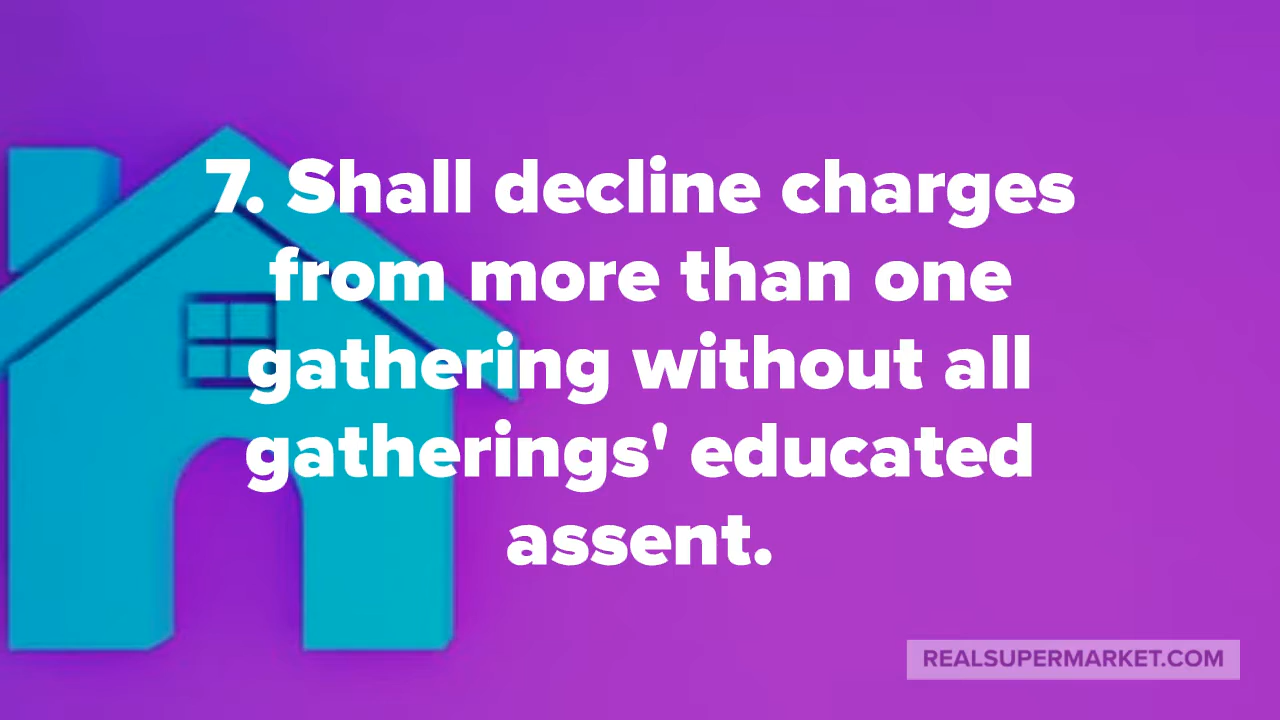 7. Shall decline charges
from more than one
gathering without all
gatherings' educated
assent.
REALSUPERMARKET.COM